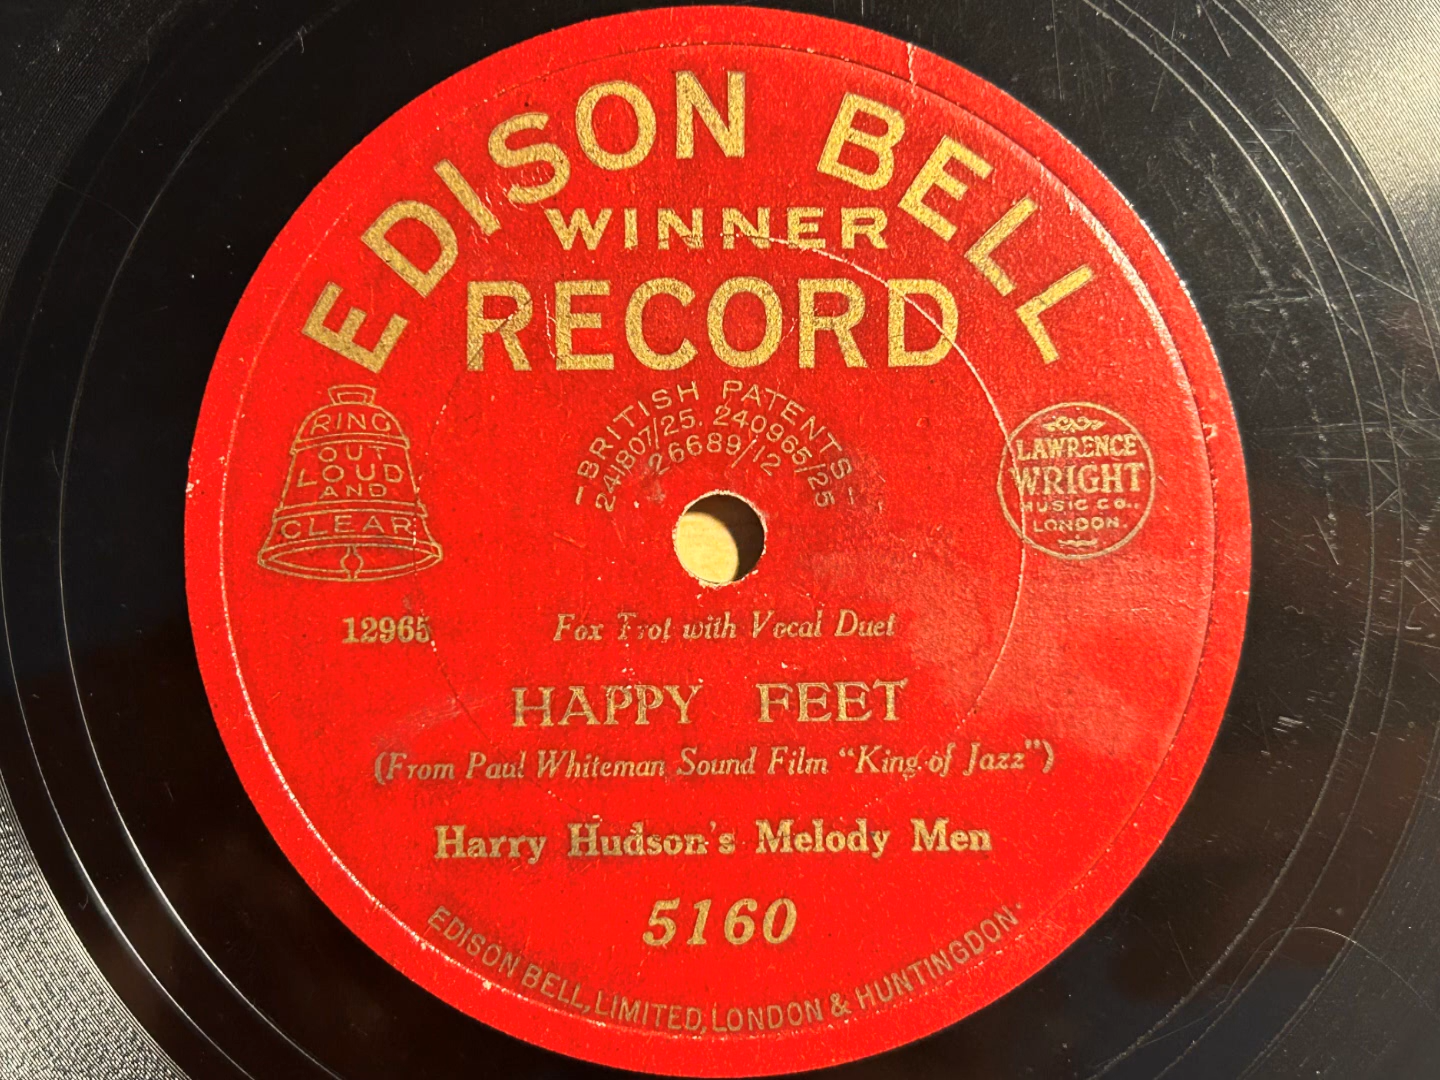 EDISON BELL
WINNER
RECORD
-BRITISH PATENTS-
241807/25. 240965/25
26689/12
RING
OUT
LOUD
AND
CLEAR
LAWRENCE
WRIGHT
MUSIC CO.,
LONDON.
12965
Fox Trot with Vocal Duet
HAPPY FEET
(From Paul Whiteman Sound Film "King of Jazz")
Harry Hudson's Melody Men
5160
EDISON BELL, LIMITED, LONDON & HUNTINGDON.